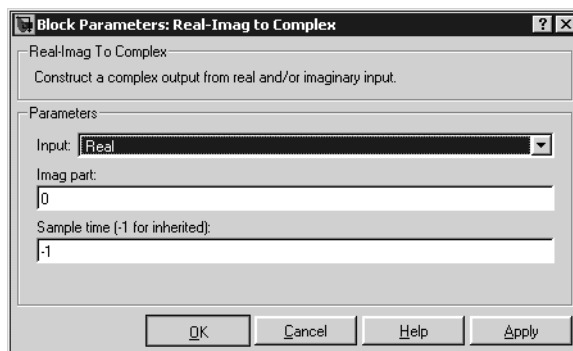 Block Parameters: Real-Imag to Complex
Real-Imag To Complex
Construct a complex output from real and/or imaginary input.
Parameters
Input: Real
Imag part:
0
Sample time (-1 for inherited):
-1
OK Cancel Help Apply